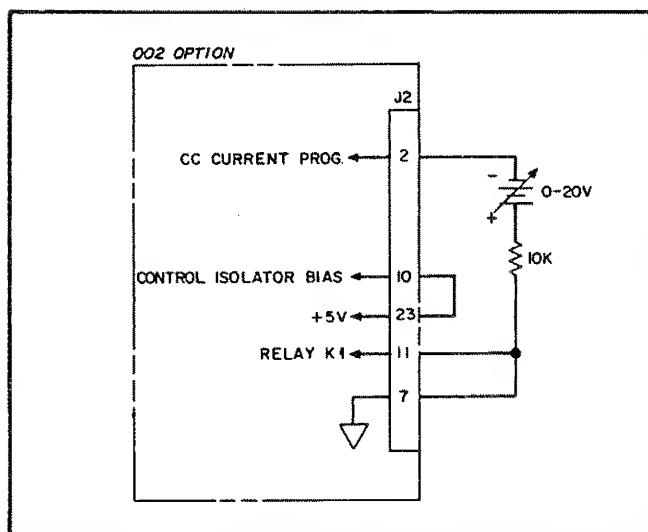 002 OPTION
J2
CC CURRENT PROG. 2
-
0-20V
+
10K
CONTROL ISOLATOR BIAS 10
+5V 23
RELAY K1 11
7